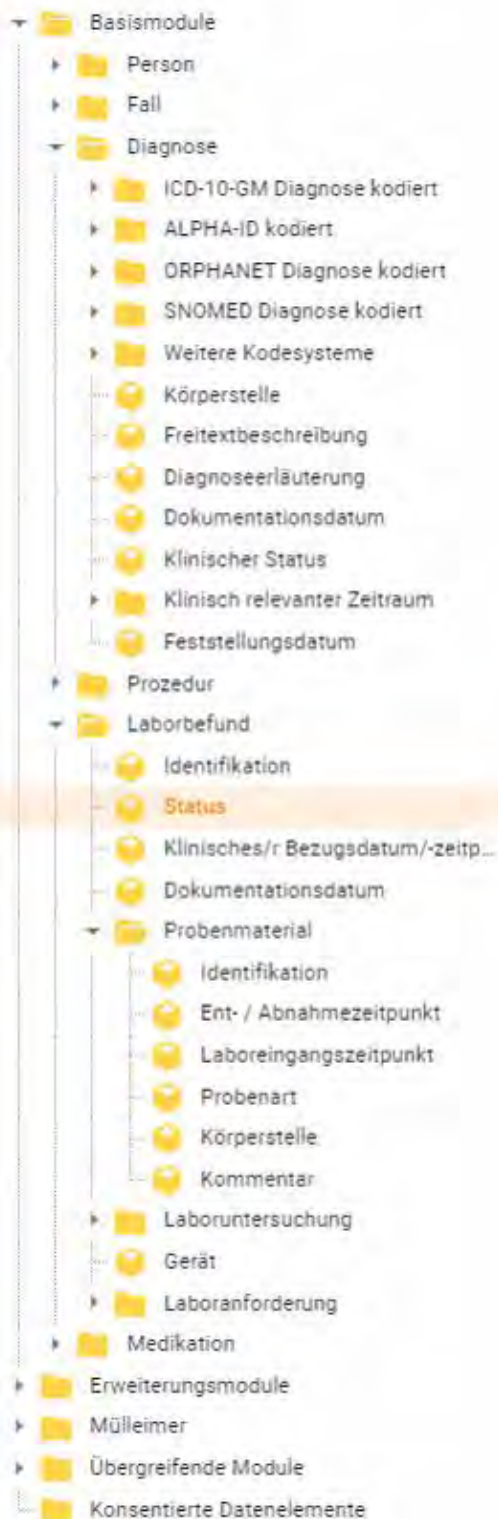 Basismodule
Person
Fall
Diagnose
ICD-10-GM Diagnose kodiert
ALPHA-ID kodiert
ORPHANET Diagnose kodiert
SNOMED Diagnose kodiert
Weitere Kodesysteme
Körperstelle
Freitextbeschreibung
Diagnoseerläuterung
Dokumentationsdatum
Klinischer Status
Klinisch relevanter Zeitraum
Feststellungsdatum
Prozedur
Laborbefund
Identifikation
Status
Klinisches/r Bezugsdatum/-zeitp...
Dokumentationsdatum
Probenmaterial
Identifikation
Ent- / Abnahmezeitpunkt
Laboreingangszeitpunkt
Probenart
Körperstelle
Kommentar
Laboruntersuchung
Gerät
Laboranforderung
Medikation
Erweiterungsmodule
Mülleimer
Übergreifende Module
Konsentierte Datenelemente